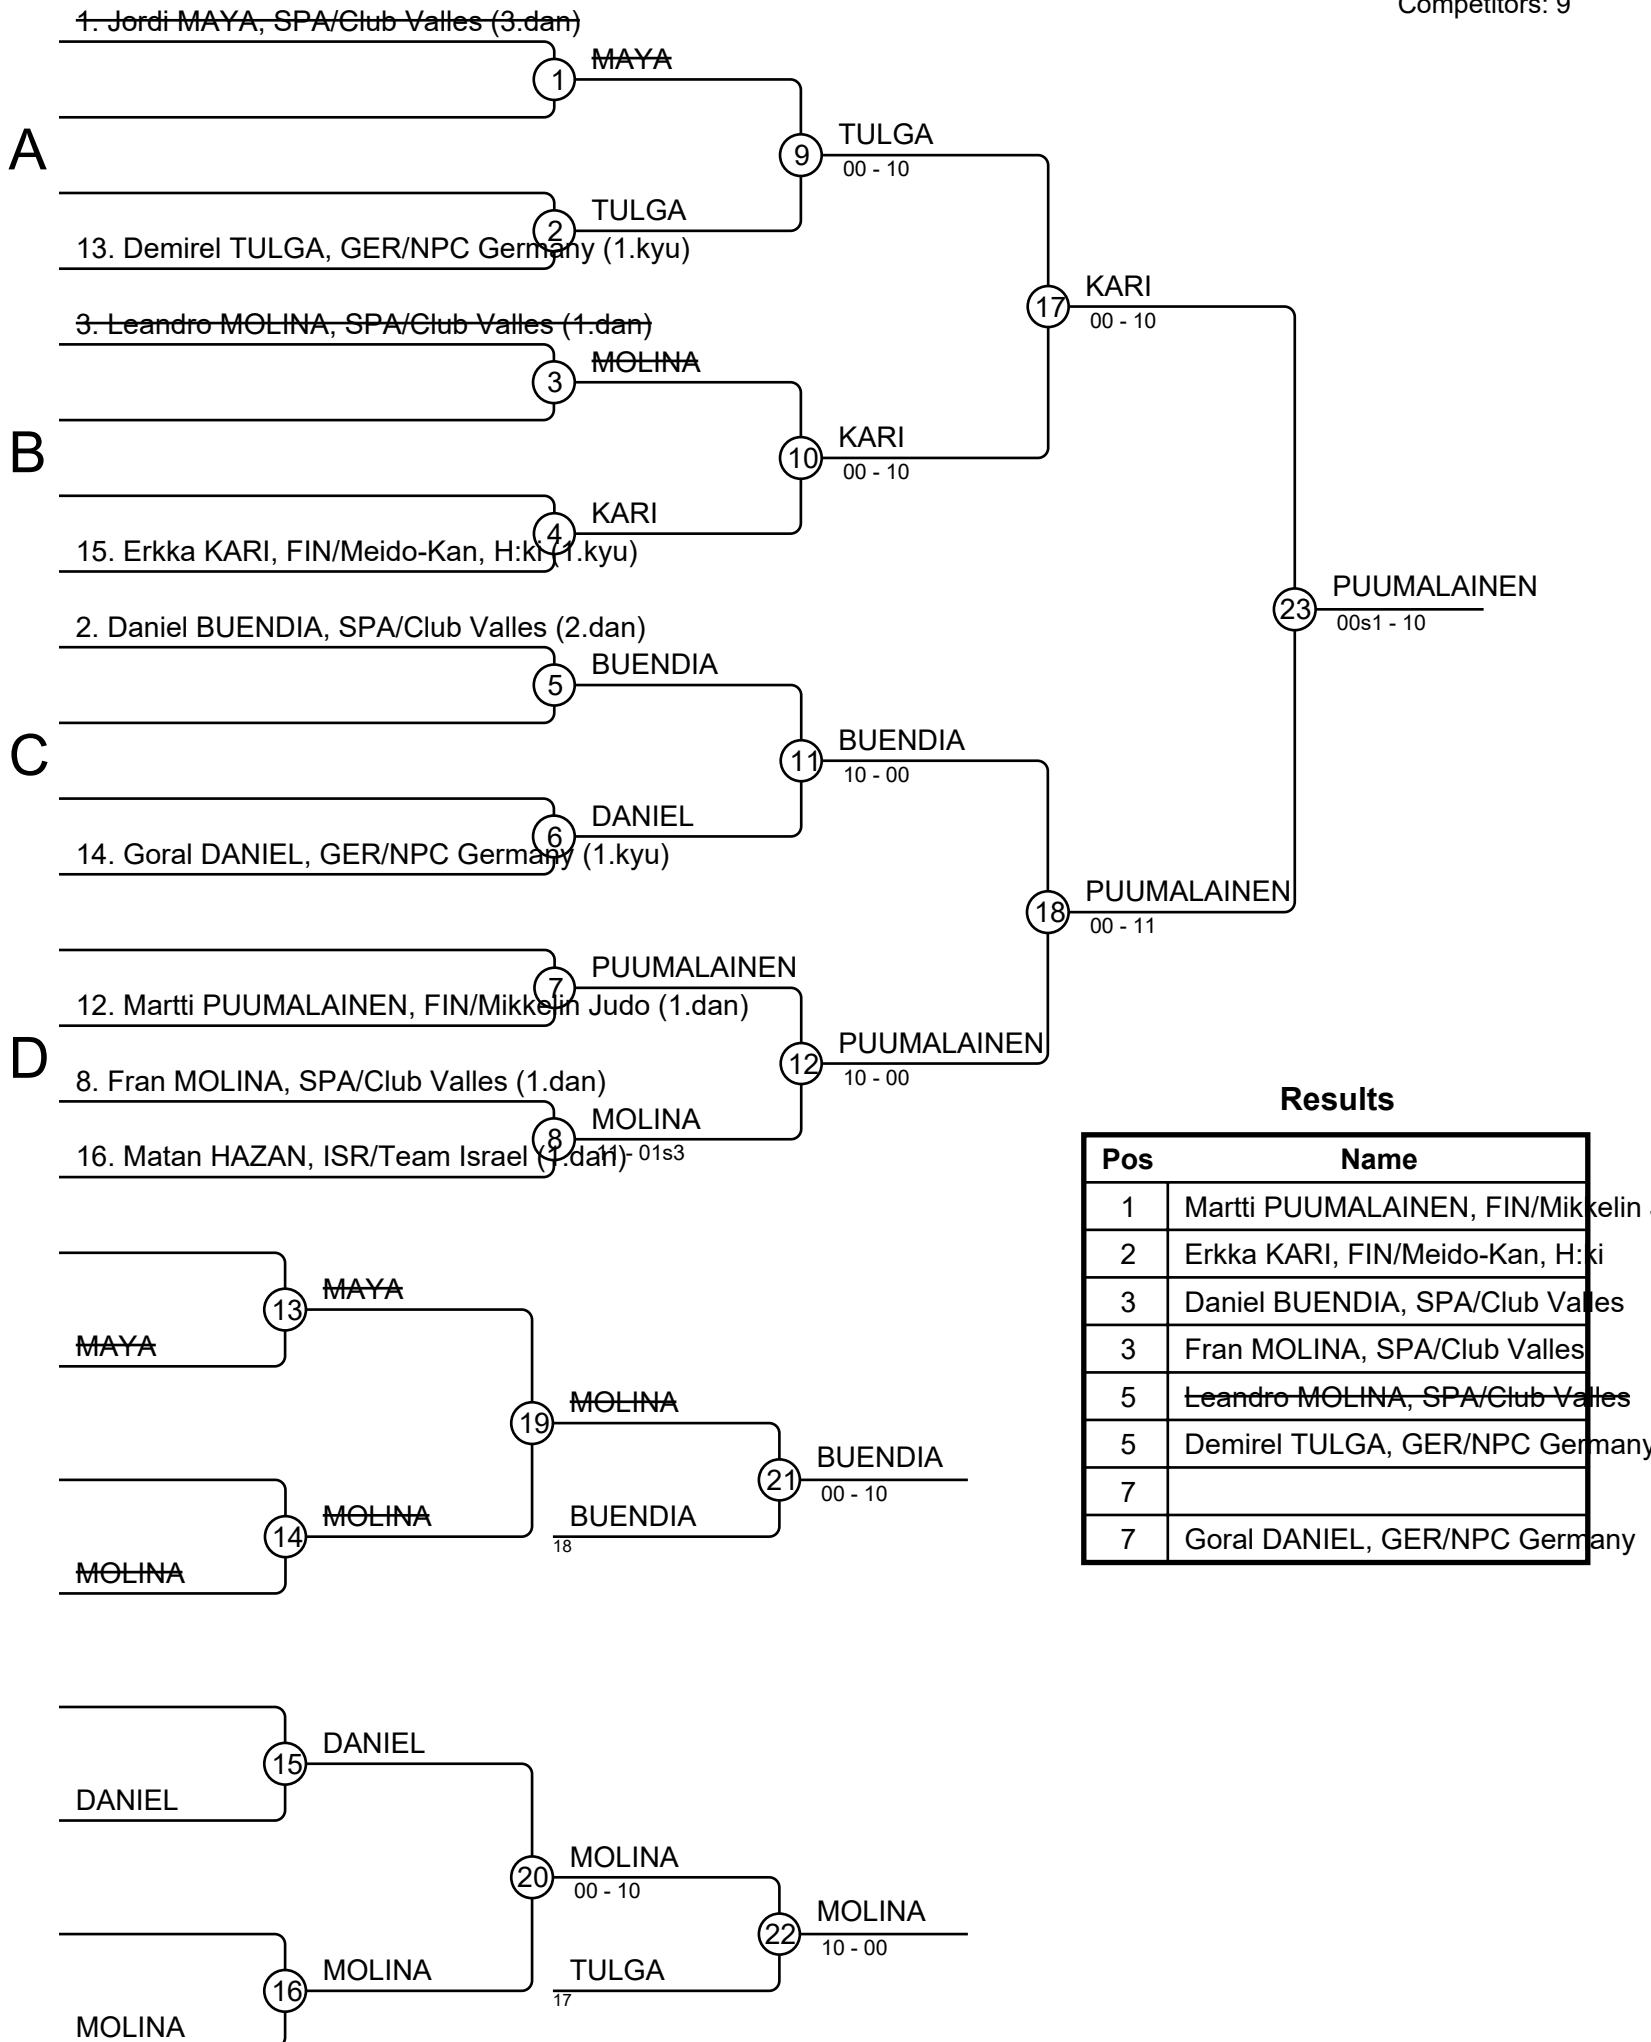 Competitors: 9
1. Jordi MAYA, SPA/Club Valles (3.dan)
1
MAYA
A
9
TULGA
00 - 10
2
TULGA
13. Demirel TULGA, GER/NPC Germany (1.kyu)
17
KARI
00 - 10
3. Leandro MOLINA, SPA/Club Valles (1.dan)
3
MOLINA
B
10
KARI
00 - 10
4
KARI
15. Erkka KARI, FIN/Meido-Kan, H:ki (1.kyu)
23
PUUMALAINEN
00s1 - 10
2. Daniel BUENDIA, SPA/Club Valles (2.dan)
5
BUENDIA
C
11
BUENDIA
10 - 00
6
DANIEL
14. Goral DANIEL, GER/NPC Germany (1.kyu)
18
PUUMALAINEN
00 - 11
7
PUUMALAINEN
12. Martti PUUMALAINEN, FIN/Mikkelin Judo (1.dan)
D
12
PUUMALAINEN
10 - 00
8. Fran MOLINA, SPA/Club Valles (1.dan)
8
MOLINA
11 - 01s3
16. Matan HAZAN, ISR/Team Israel (1.dan)
Results
Pos Name
1 Martti PUUMALAINEN, FIN/Mikkelin
2 Erkka KARI, FIN/Meido-Kan, H:ki
3 Daniel BUENDIA, SPA/Club Valles
3 Fran MOLINA, SPA/Club Valles
5 Leandro MOLINA, SPA/Club Valles
5 Demirel TULGA, GER/NPC Germany
7
7 Goral DANIEL, GER/NPC Germany
13
MAYA
MAYA
19
MOLINA
21
BUENDIA
00 - 10
14
MOLINA
BUENDIA
18
MOLINA
15
DANIEL
DANIEL
20
MOLINA
00 - 10
22
MOLINA
10 - 00
16
MOLINA
TULGA
17
MOLINA